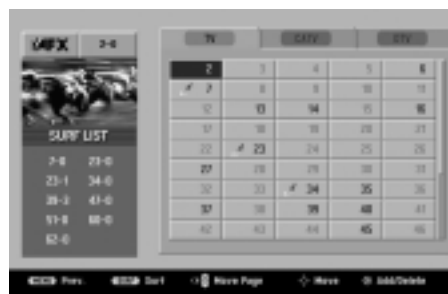 2-0
TV CATV DTV
SURF LIST
2 3 4 5 6
7 8 9 10 11
12 13 14 15 16
17 18 19 20 21
22 23 24 25 26
27 28 29 30 31
32 33 34 35 36
37 38 39 40 41
42 43 44 45 46
7-0 23-0
23-1 34-0
39-3 47-0
51-0 60-0
62-0
Prev. Sort Move Page Move Add/Delete